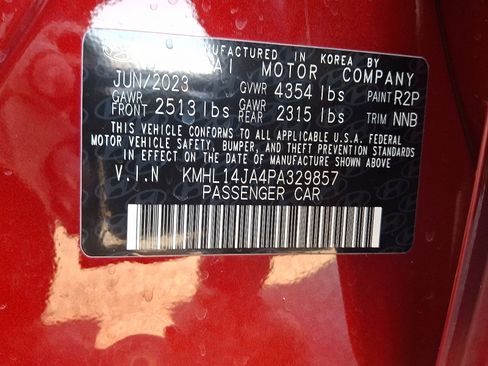 MANUFACTURED IN KOREA BY
AI MOTOR COMPANY
JUN/2023 GVWR 4354 lbs PAINT R2P
GAWR FRONT 2513 lbs GAWR REAR 2315 lbs TRIM NNB
THIS VEHICLE CONFORMS TO ALL APPLICABLE U.S.A. FEDERAL
MOTOR VEHICLE SAFETY, BUMPER, AND THEFT PREVENTION STANDARDS
IN EFFECT ON THE DATE OF MANUFACTURE SHOWN ABOVE.
V.I.N KMHL14JA4PA329857
PASSENGER CAR